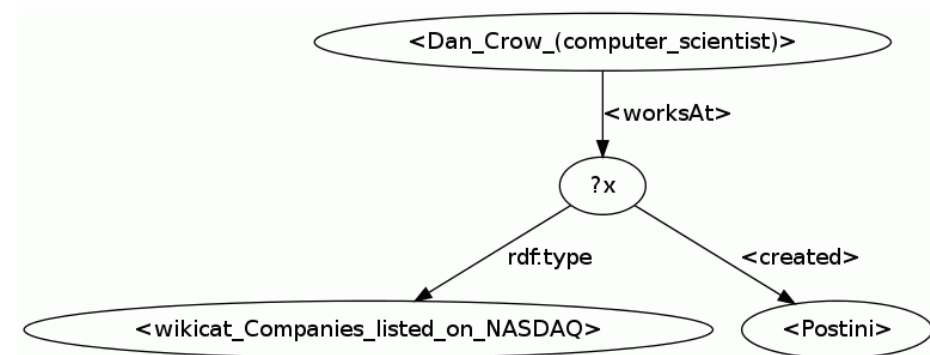 <Dan_Crow_(computer_scientist)>
<worksAt>
?x
rdf:type
<created>
<wikicat_Companies_listed_on_NASDAQ>
<Postini>